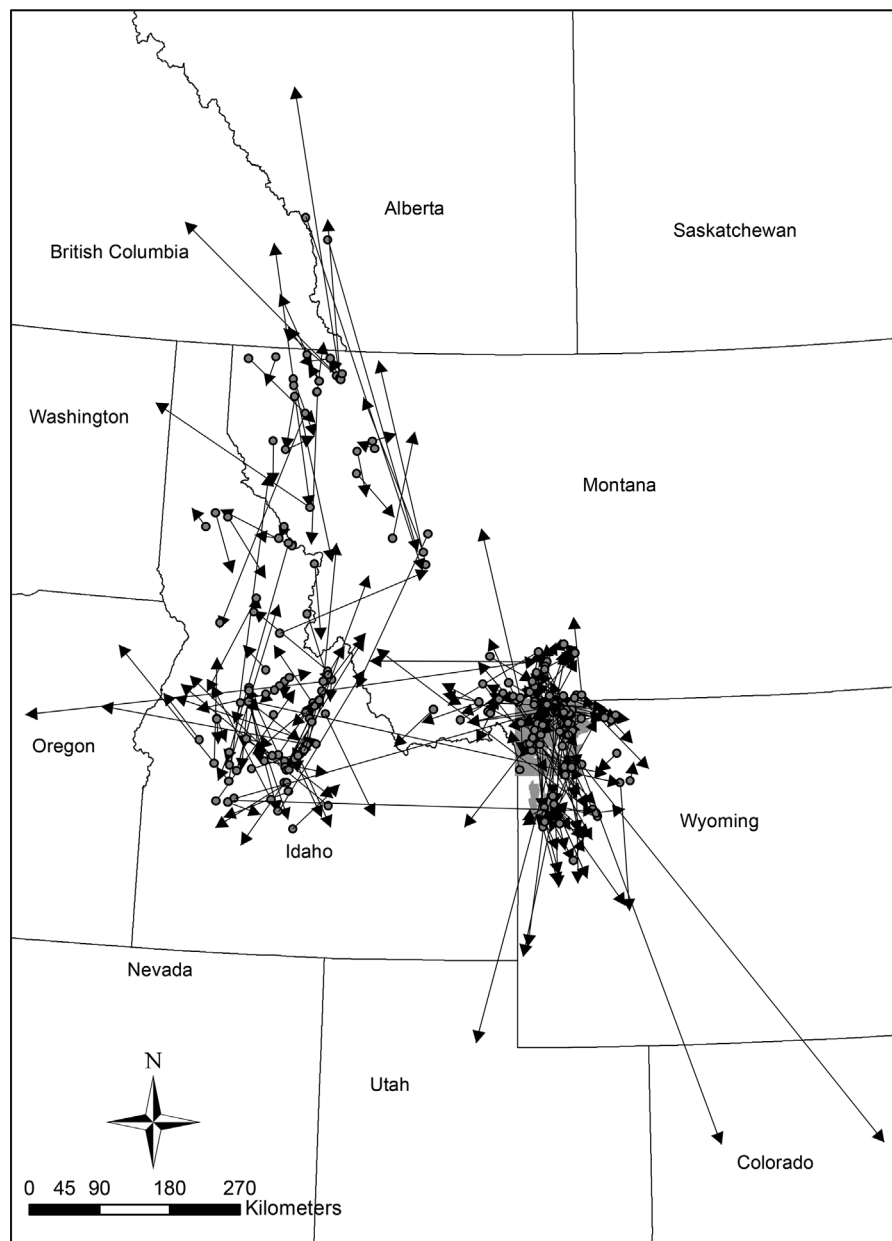 Alberta
Saskatchewan
British Columbia
Washington
Montana
Oregon
Wyoming
Idaho
Nevada
N
Utah
Colorado
0 45 90 180 270
Kilometers